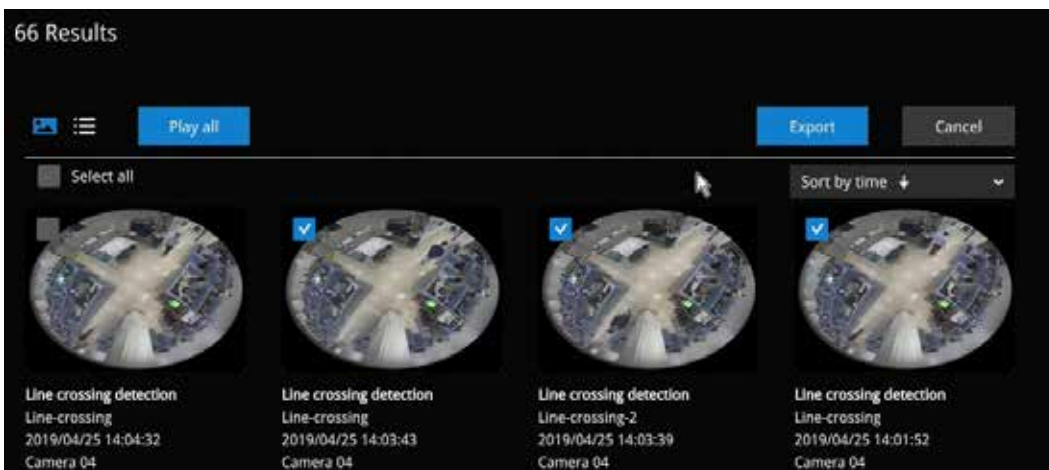 66 Results
Play all
Export
Cancel
Select all
Sort by time
Line crossing detection
Line-crossing
2019/04/25 14:04:32
Camera 04
Line crossing detection
Line-crossing
2019/04/25 14:03:43
Camera 04
Line crossing detection
Line-crossing-2
2019/04/25 14:03:39
Camera 04
Line crossing detection
Line-crossing
2019/04/25 14:01:52
Camera 04